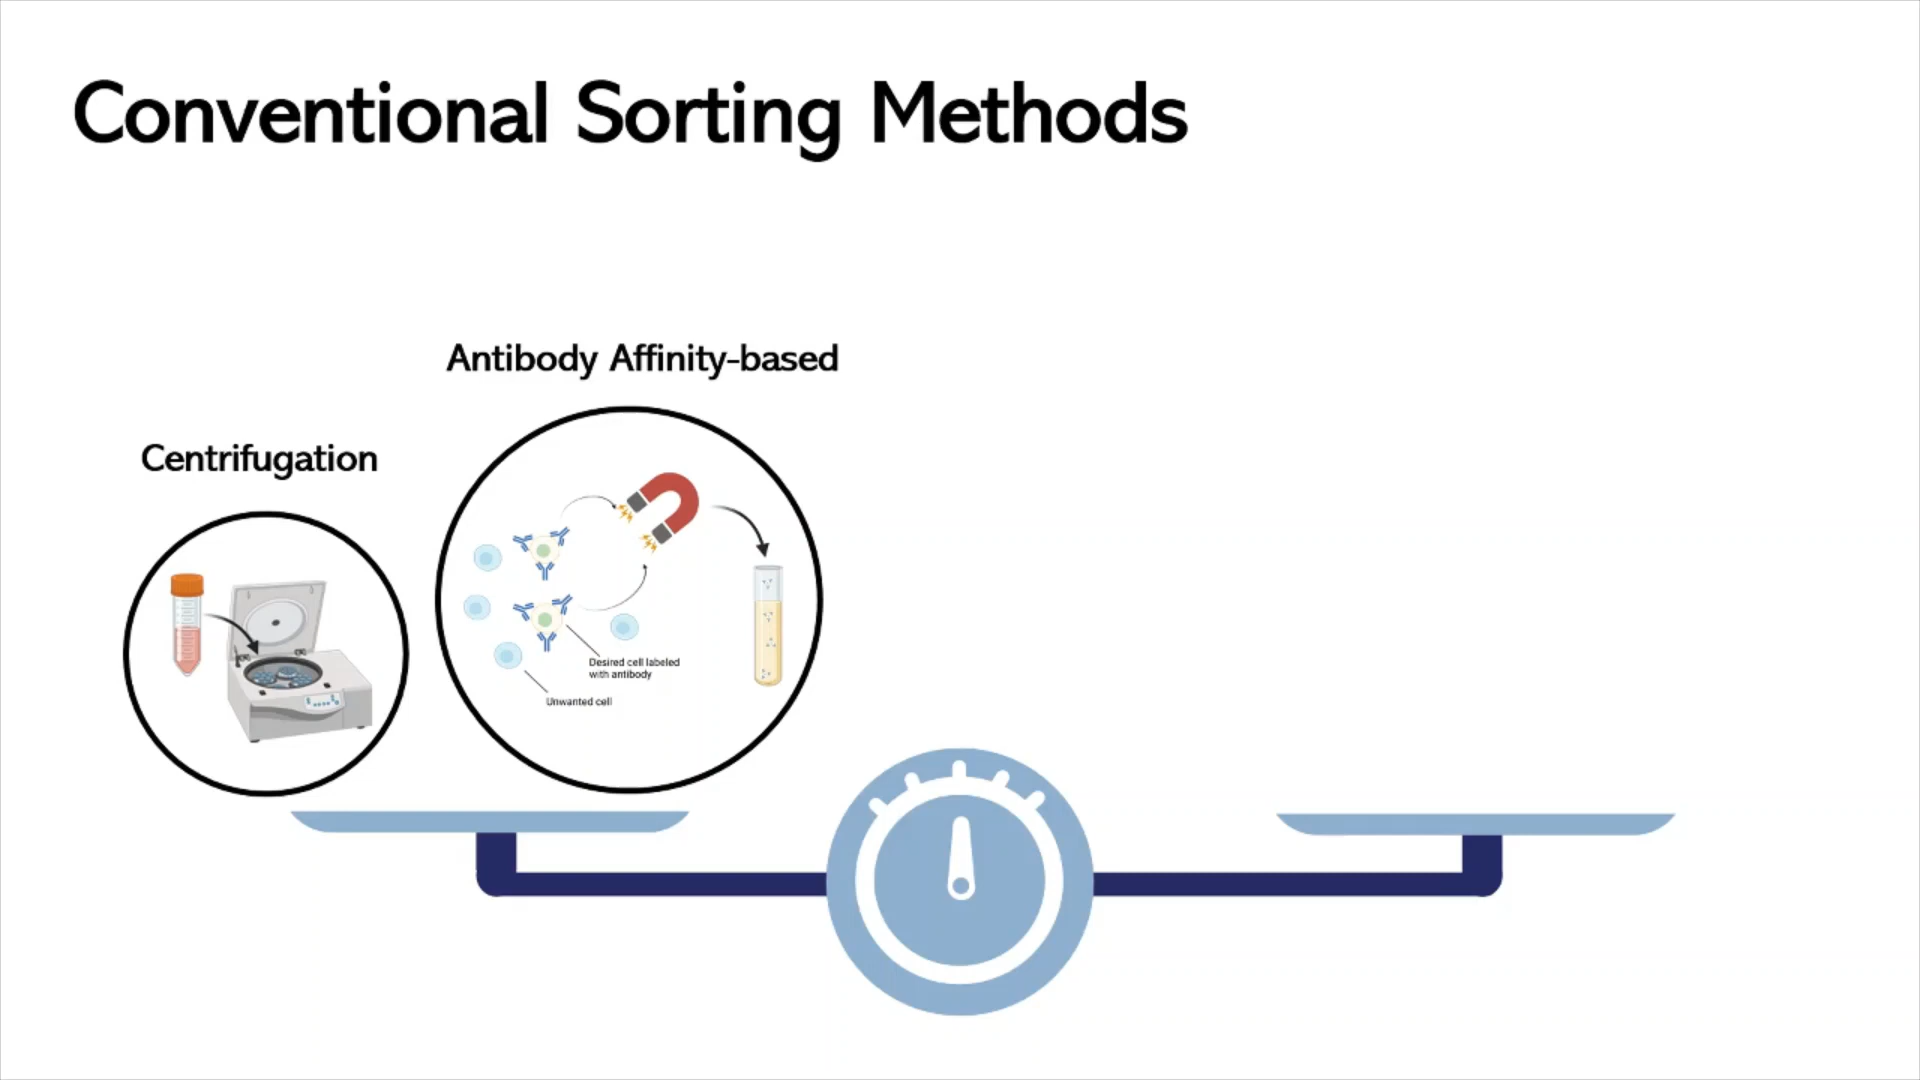 Conventional Sorting Methods
Antibody Affinity-based
Centrifugation
Desired cell labeled
with antibody
Unwanted cell